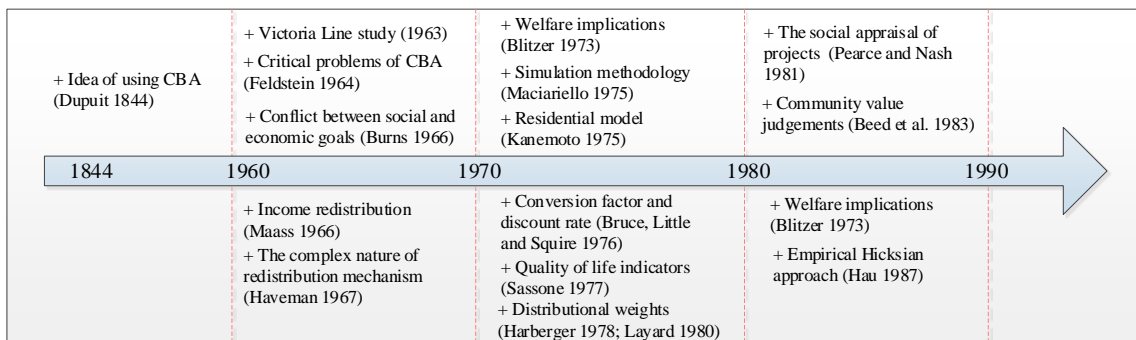 + Idea of using CBA
(Dupuit 1844)
+ Victoria Line study (1963)
+ Critical problems of CBA
(Feldstein 1964)
+ Conflict between social and
economic goals (Burns 1966)
+ Welfare implications
(Blitzer 1973)
+ Simulation methodology
(Maciariello 1975)
+ Residential model
(Kanemoto 1975)
+ The social appraisal of
projects (Pearce and Nash
1981)
+ Community value
judgements (Beed et al. 1983)
1844 1960 1970 1980 1990
+ Income redistribution
(Maass 1966)
+ The complex nature of
redistribution mechanism
(Haveman 1967)
+ Conversion factor and
discount rate (Bruce, Little
and Squire 1976)
+ Quality of life indicators
(Sassone 1977)
+ Distributional weights
(Harberger 1978; Layard 1980)
+ Welfare implications
(Blitzer 1973)
+ Empirical Hicksian
approach (Hau 1987)